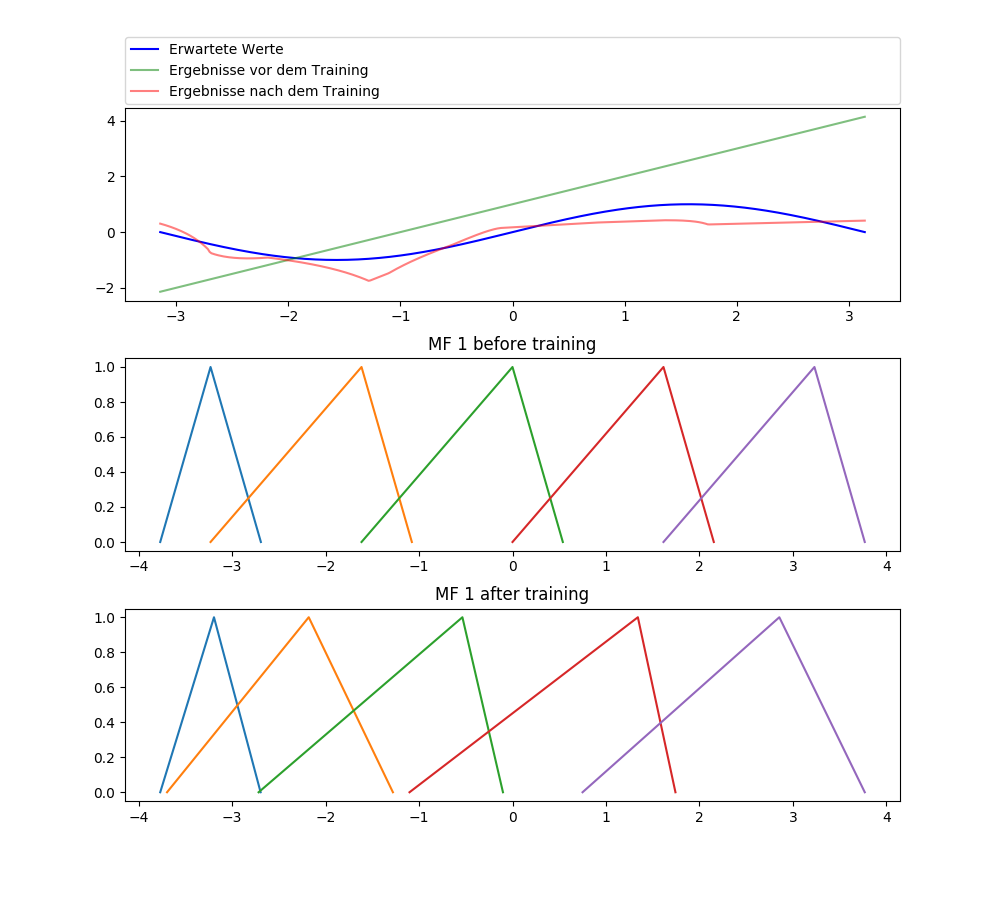 Erwartete Werte
Ergebnisse vor dem Training
Ergebnisse nach dem Training
4
2
0
−2
−3 −2 −1 0 1 2 3
MF 1 before training
1.0
0.8
0.6
0.4
0.2
0.0
−4 −3 −2 −1 0 1 2 3 4
MF 1 after training
1.0
0.8
0.6
0.4
0.2
0.0
−4 −3 −2 −1 0 1 2 3 4